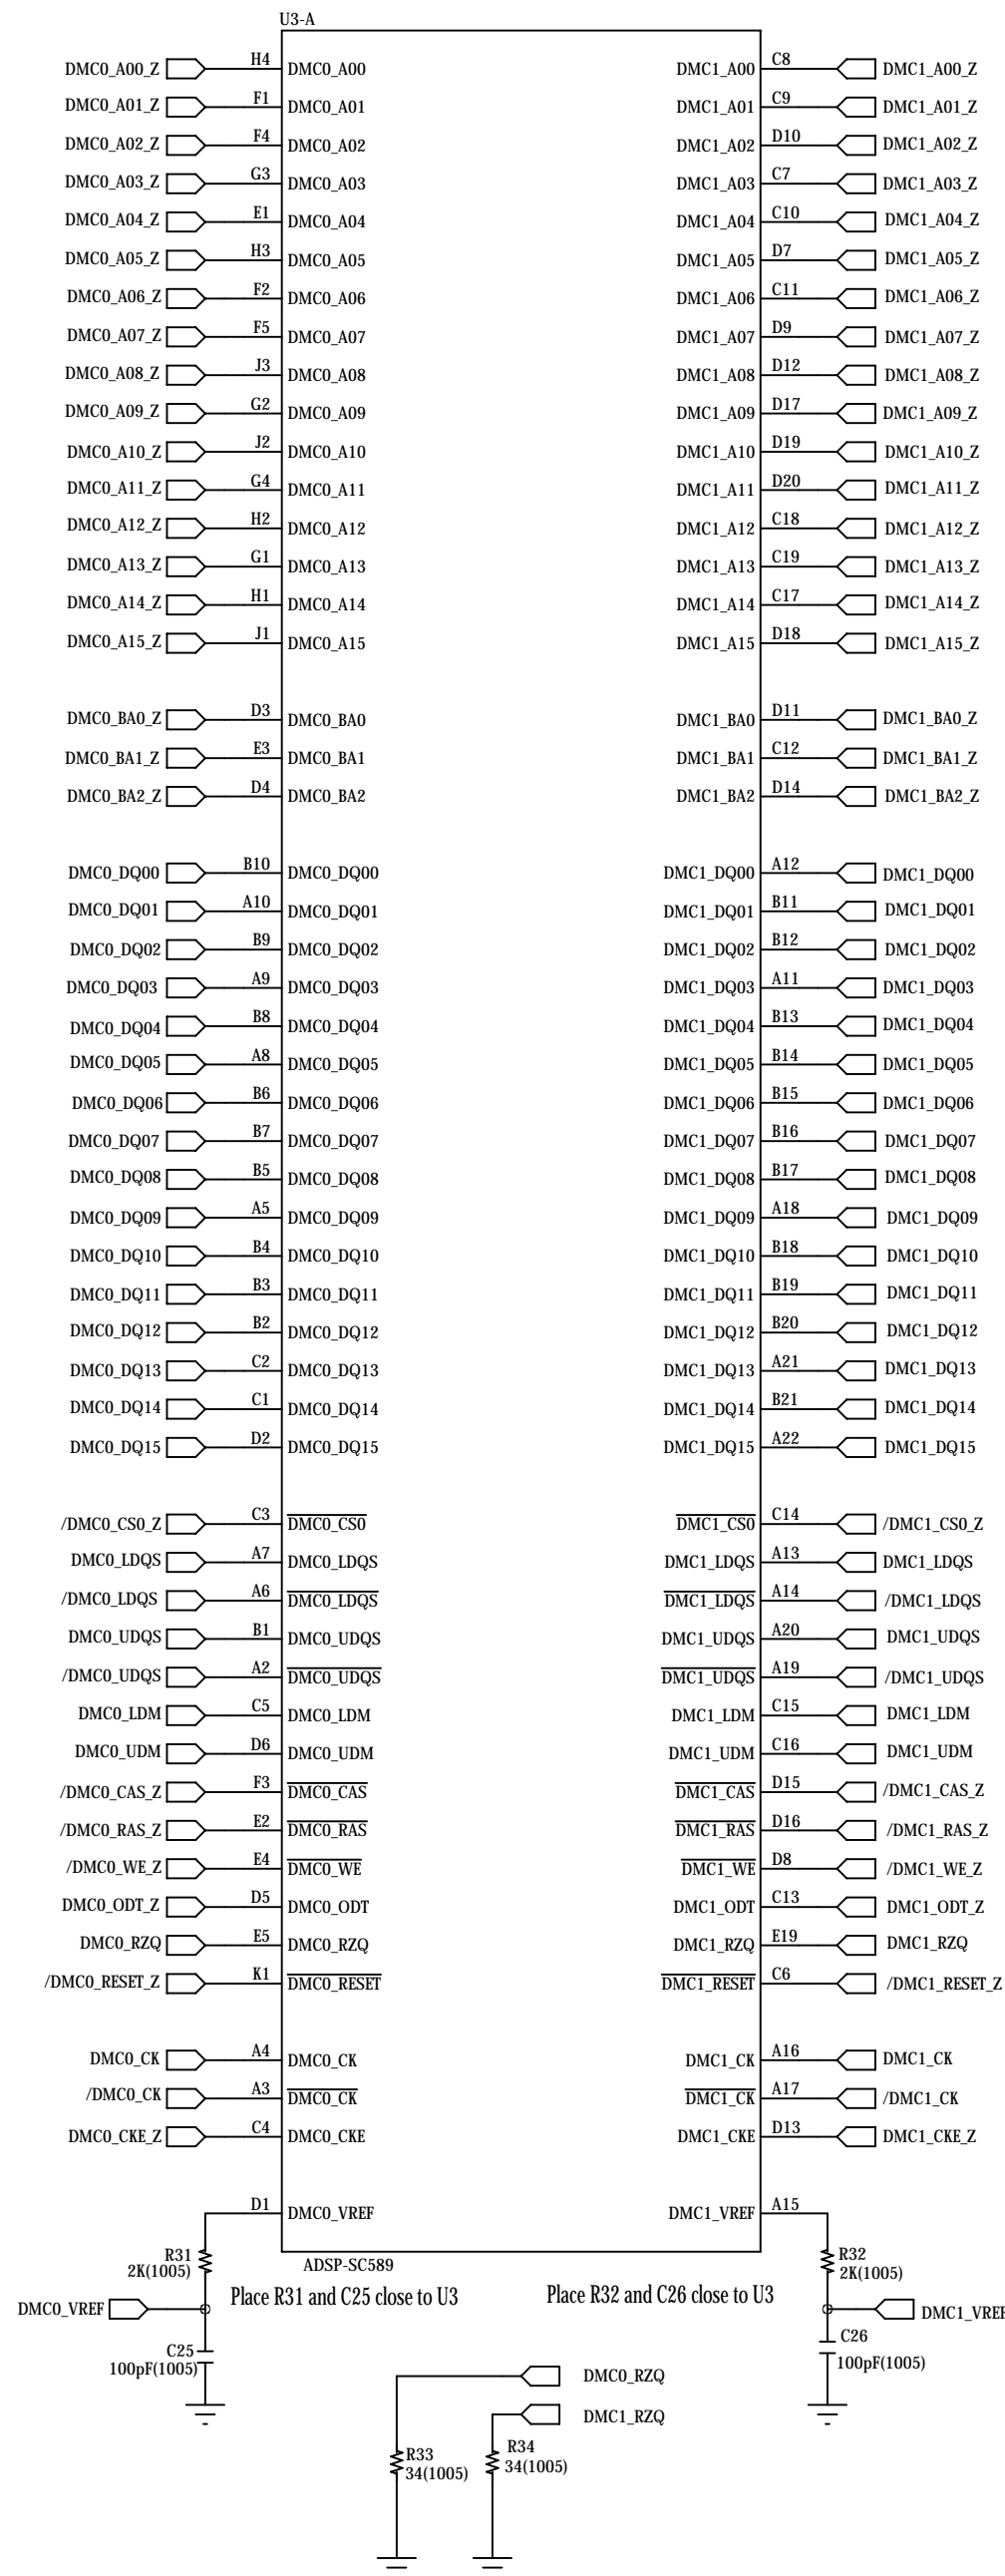 U3-A
DMC0_A00_Z H4 DMC0_A00 DMC1_A00 C8 DMC1_A00_Z
DMC0_A01_Z F1 DMC0_A01 DMC1_A01 C9 DMC1_A01_Z
DMC0_A02_Z F4 DMC0_A02 DMC1_A02 D10 DMC1_A02_Z
DMC0_A03_Z G3 DMC0_A03 DMC1_A03 C7 DMC1_A03_Z
DMC0_A04_Z E1 DMC0_A04 DMC1_A04 C10 DMC1_A04_Z
DMC0_A05_Z H3 DMC0_A05 DMC1_A05 D7 DMC1_A05_Z
DMC0_A06_Z F2 DMC0_A06 DMC1_A06 C11 DMC1_A06_Z
DMC0_A07_Z F5 DMC0_A07 DMC1_A07 D9 DMC1_A07_Z
DMC0_A08_Z J3 DMC0_A08 DMC1_A08 D12 DMC1_A08_Z
DMC0_A09_Z G2 DMC0_A09 DMC1_A09 D17 DMC1_A09_Z
DMC0_A10_Z J2 DMC0_A10 DMC1_A10 D19 DMC1_A10_Z
DMC0_A11_Z G4 DMC0_A11 DMC1_A11 D20 DMC1_A11_Z
DMC0_A12_Z H2 DMC0_A12 DMC1_A12 C18 DMC1_A12_Z
DMC0_A13_Z G1 DMC0_A13 DMC1_A13 C19 DMC1_A13_Z
DMC0_A14_Z H1 DMC0_A14 DMC1_A14 C17 DMC1_A14_Z
DMC0_A15_Z J1 DMC0_A15 DMC1_A15 D18 DMC1_A15_Z
DMC0_BA0_Z D3 DMC0_BA0 DMC1_BA0 D11 DMC1_BA0_Z
DMC0_BA1_Z E3 DMC0_BA1 DMC1_BA1 C12 DMC1_BA1_Z
DMC0_BA2_Z D4 DMC0_BA2 DMC1_BA2 D14 DMC1_BA2_Z
DMC0_DQ00 B10 DMC0_DQ00 DMC1_DQ00 A12 DMC1_DQ00
DMC0_DQ01 A10 DMC0_DQ01 DMC1_DQ01 B11 DMC1_DQ01
DMC0_DQ02 B9 DMC0_DQ02 DMC1_DQ02 B12 DMC1_DQ02
DMC0_DQ03 A9 DMC0_DQ03 DMC1_DQ03 A11 DMC1_DQ03
DMC0_DQ04 B8 DMC0_DQ04 DMC1_DQ04 B13 DMC1_DQ04
DMC0_DQ05 A8 DMC0_DQ05 DMC1_DQ05 B14 DMC1_DQ05
DMC0_DQ06 B6 DMC0_DQ06 DMC1_DQ06 B15 DMC1_DQ06
DMC0_DQ07 B7 DMC0_DQ07 DMC1_DQ07 B16 DMC1_DQ07
DMC0_DQ08 B5 DMC0_DQ08 DMC1_DQ08 B17 DMC1_DQ08
DMC0_DQ09 A5 DMC0_DQ09 DMC1_DQ09 A18 DMC1_DQ09
DMC0_DQ10 B4 DMC0_DQ10 DMC1_DQ10 B18 DMC1_DQ10
DMC0_DQ11 B3 DMC0_DQ11 DMC1_DQ11 B19 DMC1_DQ11
DMC0_DQ12 B2 DMC0_DQ12 DMC1_DQ12 B20 DMC1_DQ12
DMC0_DQ13 C2 DMC0_DQ13 DMC1_DQ13 A21 DMC1_DQ13
DMC0_DQ14 C1 DMC0_DQ14 DMC1_DQ14 B21 DMC1_DQ14
DMC0_DQ15 D2 DMC0_DQ15 DMC1_DQ15 A22 DMC1_DQ15
/DMC0_CS0_Z C3 DMC0_CS0 DMC1_CS0 C14 /DMC1_CS0_Z
DMC0_LDQS A7 DMC0_LDQS DMC1_LDQS A13 DMC1_LDQS
/DMC0_LDQS A6 DMC0_LDQS DMC1_LDQS A14 /DMC1_LDQS
DMC0_UDQS B1 DMC0_UDQS DMC1_UDQS A20 DMC1_UDQS
/DMC0_UDQS A2 DMC0_UDQS DMC1_UDQS A19 /DMC1_UDQS
DMC0_LDM C5 DMC0_LDM DMC1_LDM C15 DMC1_LDM
DMC0_UDM D6 DMC0_UDM DMC1_UDM C16 DMC1_UDM
/DMC0_CAS_Z F3 DMC0_CAS DMC1_CAS D15 /DMC1_CAS_Z
/DMC0_RAS_Z E2 DMC0_RAS DMC1_RAS D16 /DMC1_RAS_Z
/DMC0_WE_Z E4 DMC0_WE DMC1_WE D8 /DMC1_WE_Z
DMC0_ODT_Z D5 DMC0_ODT DMC1_ODT C13 DMC1_ODT_Z
DMC0_RZQ E5 DMC0_RZQ DMC1_RZQ E19 DMC1_RZQ
/DMC0_RESET_Z K1 DMC0_RESET DMC1_RESET C6 /DMC1_RESET_Z
DMC0_CK A4 DMC0_CK DMC1_CK A16 DMC1_CK
/DMC0_CK A3 DMC0_CK DMC1_CK A17 /DMC1_CK
DMC0_CKE_Z C4 DMC0_CKE DMC1_CKE D13 DMC1_CKE_Z
D1 DMC0_VREF DMC1_VREF A15
R31 R32
2K(1005) ADSP-SC589 2K(1005)
Place R31 and C25 close to U3 Place R32 and C26 close to U3
DMC0_VREF DMC1_VREF
C25 C26
100pF(1005) 100pF(1005)
DMC0_RZQ
DMC1_RZQ
R33 R34
34(1005) 34(1005)